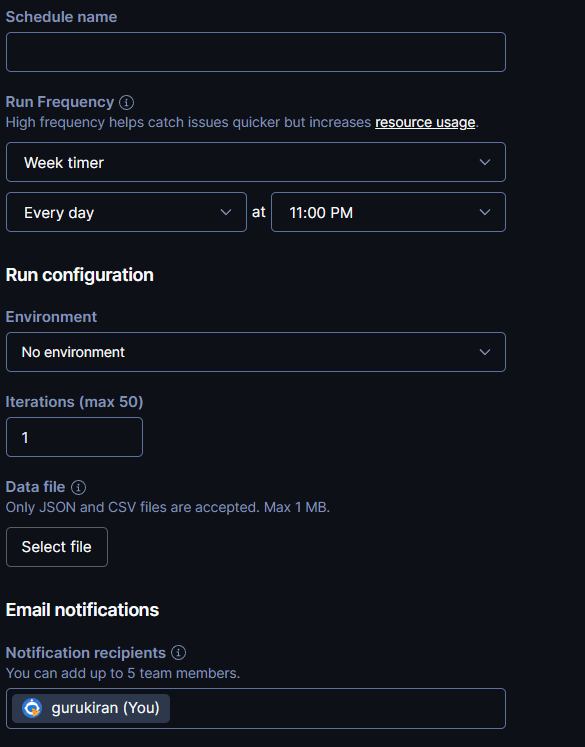 Schedule name
Run Frequency
High frequency helps catch issues quicker but increases resource usage.
Week timer
Every day at 11:00 PM
Run configuration
Environment
No environment
Iterations (max 50)
1
Data file
Only JSON and CSV files are accepted. Max 1 MB.
Select file
Email notifications
Notification recipients
You can add up to 5 team members.
gurukiran (You)